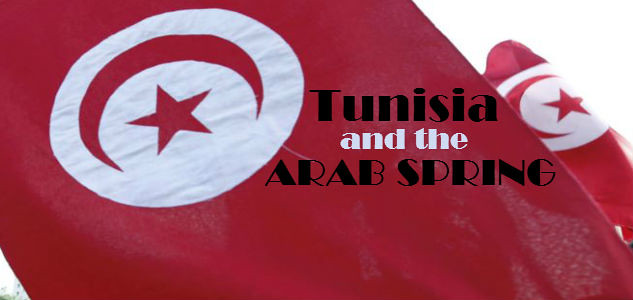 Tunisia
and the
ARAB SPRING